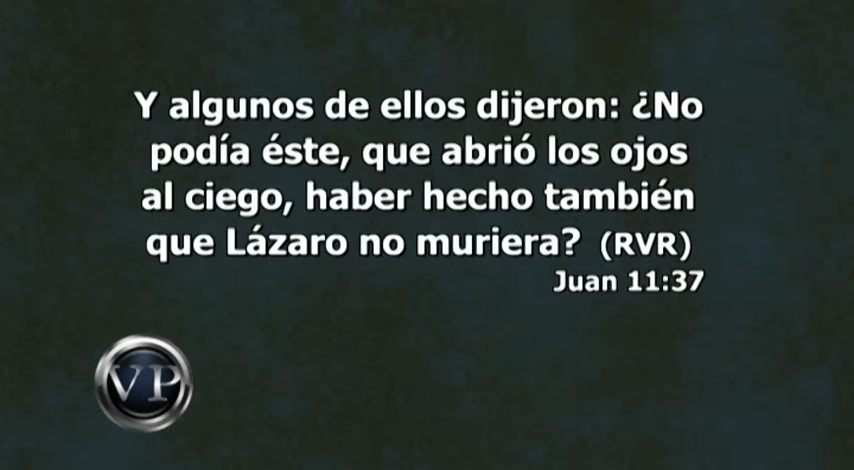 Y algunos de ellos dijeron: ¿No
podía éste, que abrió los ojos
al ciego, haber hecho también
que Lázaro no muriera? (RVR)
Juan 11:37
VP